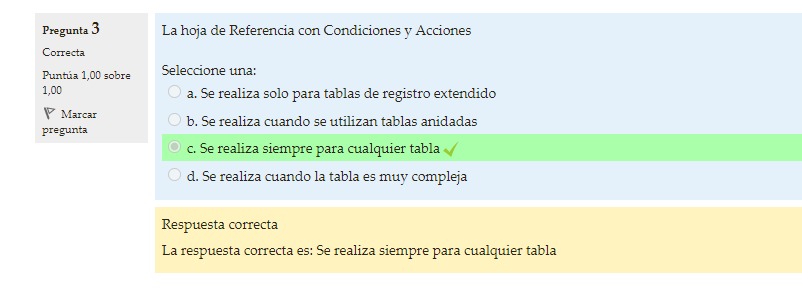 Pregunta 3
Correcta
Puntúa 1,00 sobre
1,00
Marcar
pregunta
La hoja de Referencia con Condiciones y Acciones
Seleccione una:
a. Se realiza solo para tablas de registro extendido
b. Se realiza cuando se utilizan tablas anidadas
c. Se realiza siempre para cualquier tabla
d. Se realiza cuando la tabla es muy compleja
Respuesta correcta
La respuesta correcta es: Se realiza siempre para cualquier tabla